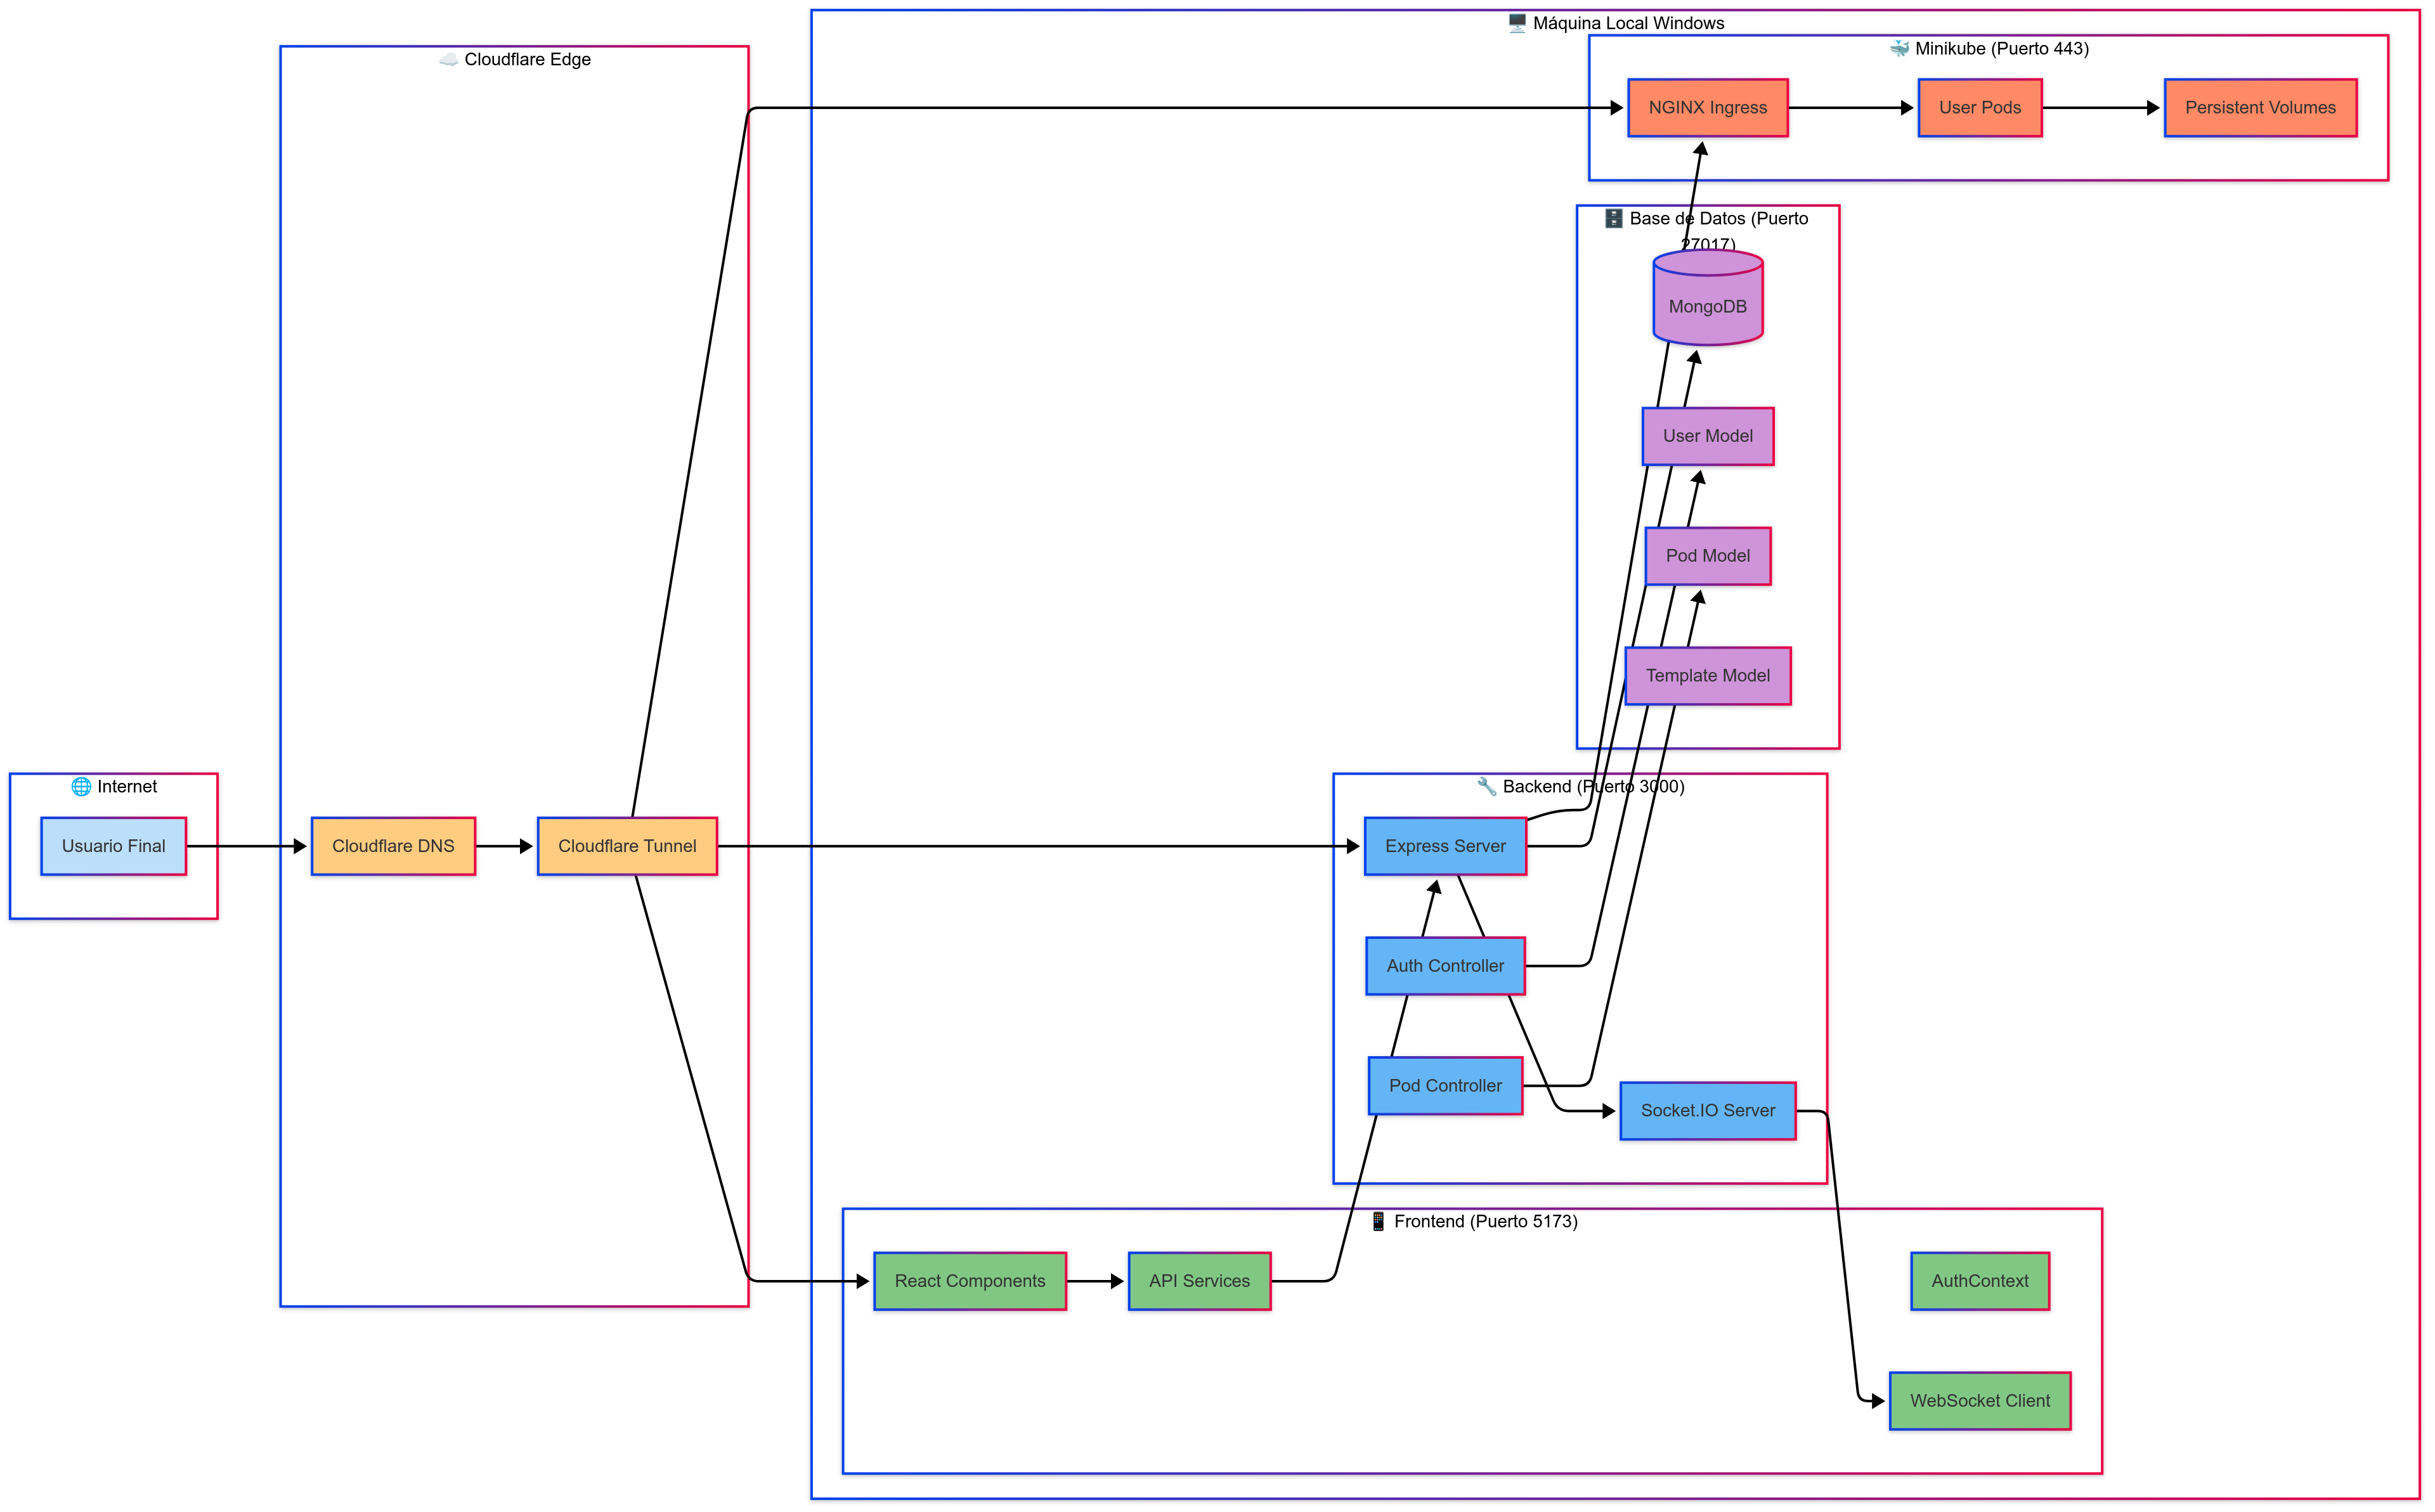 🖥️ Máquina Local Windows
🐳 Minikube (Puerto 443)
NGINX Ingress
User Pods
Persistent Volumes
☁️ Cloudflare Edge
🗄️ Base de Datos (Puerto
27017)
MongoDB
User Model
Pod Model
Template Model
🌐 Internet
Usuario Final
Cloudflare DNS
Cloudflare Tunnel
🔧 Backend (Puerto 3000)
Express Server
Auth Controller
Pod Controller
Socket.IO Server
📱 Frontend (Puerto 5173)
React Components
API Services
AuthContext
WebSocket Client